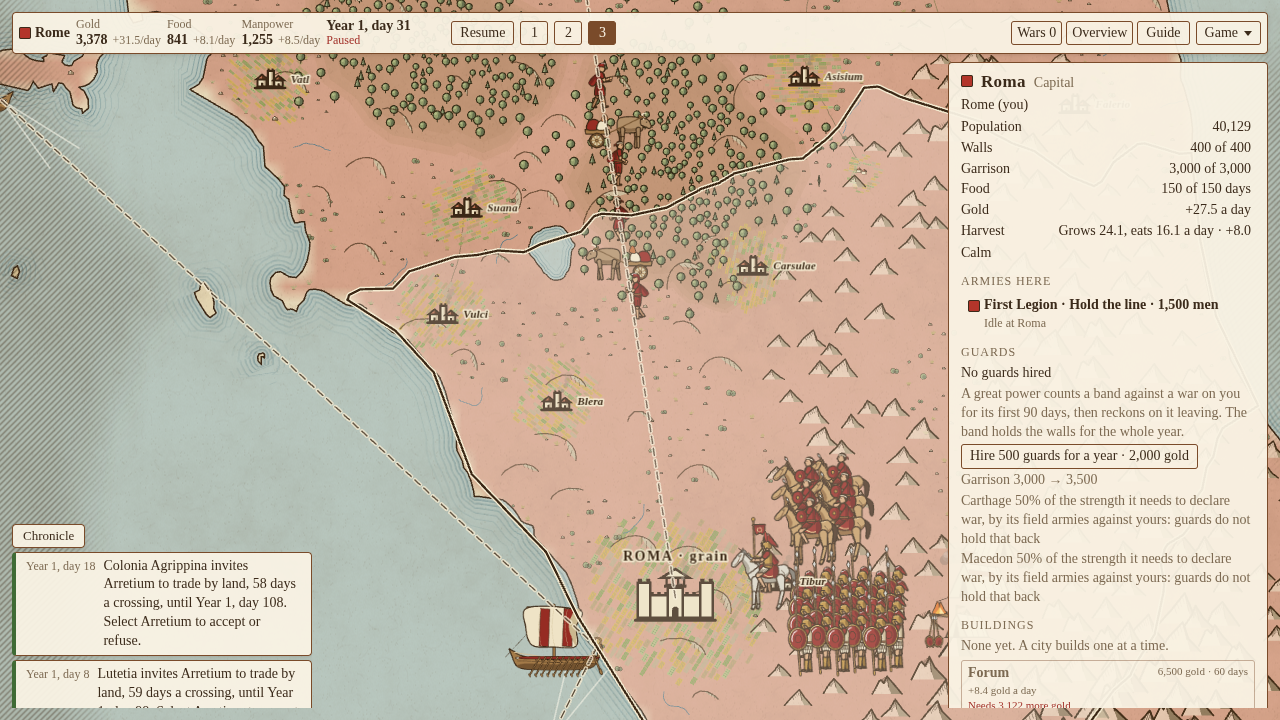 Rome
Gold
3,378 +31.5/day
Food
841 +8.1/day
Manpower
1,255 +8.5/day
Year 1, day 31
Paused
Resume
1
2
3
Wars 0
Overview
Guide
Game
Vatl
Asisium
Suana
Carsulae
Vulci
Blera
ROMA · grain
Tibur
Chronicle
Year 1, day 18 Colonia Agrippina invites
Arretium to trade by land, 58 days
a crossing, until Year 1, day 108.
Select Arretium to accept or
refuse.
Year 1, day 8 Lutetia invites Arretium to trade by
land, 59 days a crossing, until Year
Roma Capital
Rome (you)
Population 40,129
Walls 400 of 400
Garrison 3,000 of 3,000
Food 150 of 150 days
Gold +27.5 a day
Harvest Grows 24.1, eats 16.1 a day · +8.0
Calm
ARMIES HERE
First Legion · Hold the line · 1,500 men
Idle at Roma
GUARDS
No guards hired
A great power counts a band against a war on you
for its first 90 days, then reckons on it leaving. The
band holds the walls for the whole year.
Hire 500 guards for a year · 2,000 gold
Garrison 3,000 → 3,500
Carthage 50% of the strength it needs to declare
war, by its field armies against yours: guards do not
hold that back
Macedon 50% of the strength it needs to declare
war, by its field armies against yours: guards do not
hold that back
BUILDINGS
None yet. A city builds one at a time.
Forum 6,500 gold · 60 days
+8.4 gold a day
Needs 3,122 more gold